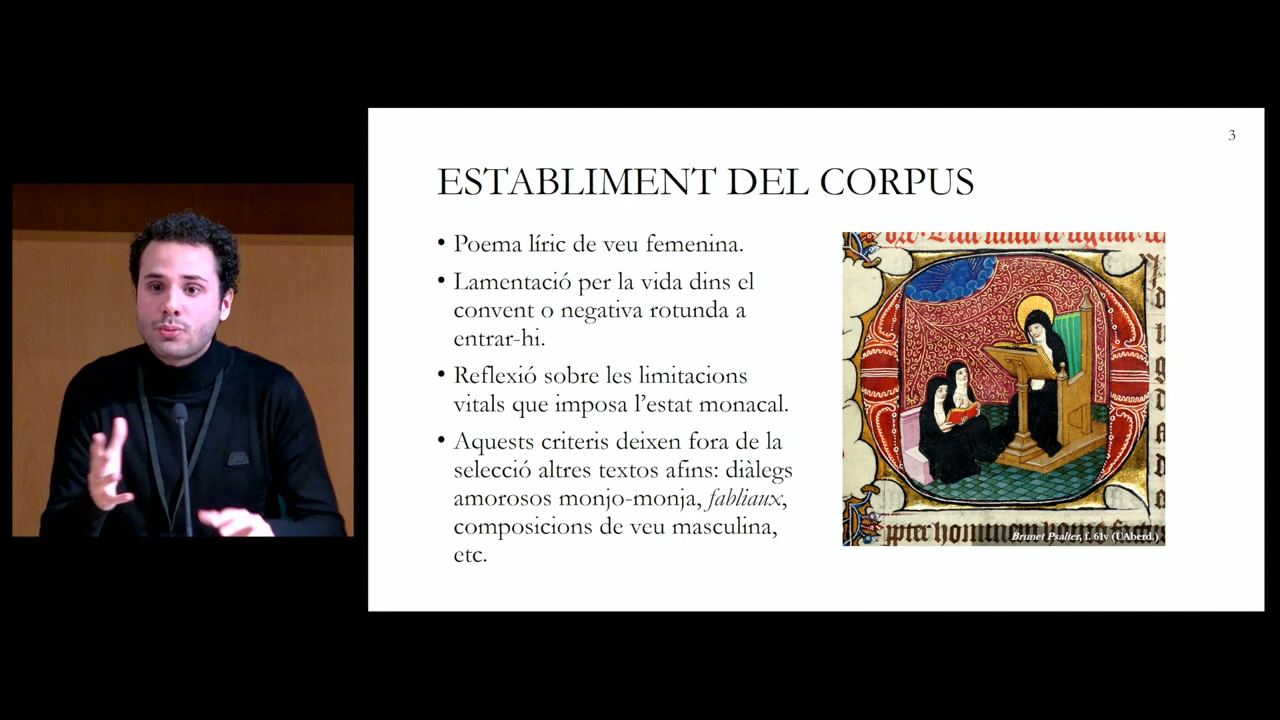 3
ESTABLIMENT DEL CORPUS
• Poema líric de veu femenina.
• Lamentació per la vida dins el
convent o negativa rotunda a
entrar-hi.
• Reflexió sobre les limitacions
vitals que imposa l’estat monacal.
• Aquests criteris deixen fora de la
selecció altres textos afins: diàlegs
amorosos monjo-monja, fabliaux,
composicions de veu masculina,
etc.
Brunet Psalter, f. 61v (UAberd.)